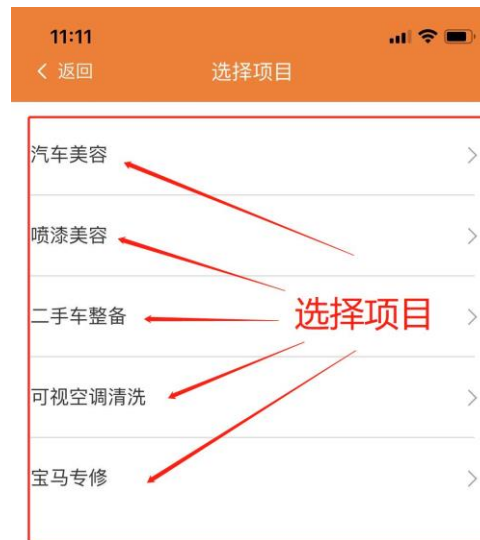 11:11
返回 选择项目
汽车美容
喷漆美容
二手车整备
选择项目
可视空调清洗
宝马专修